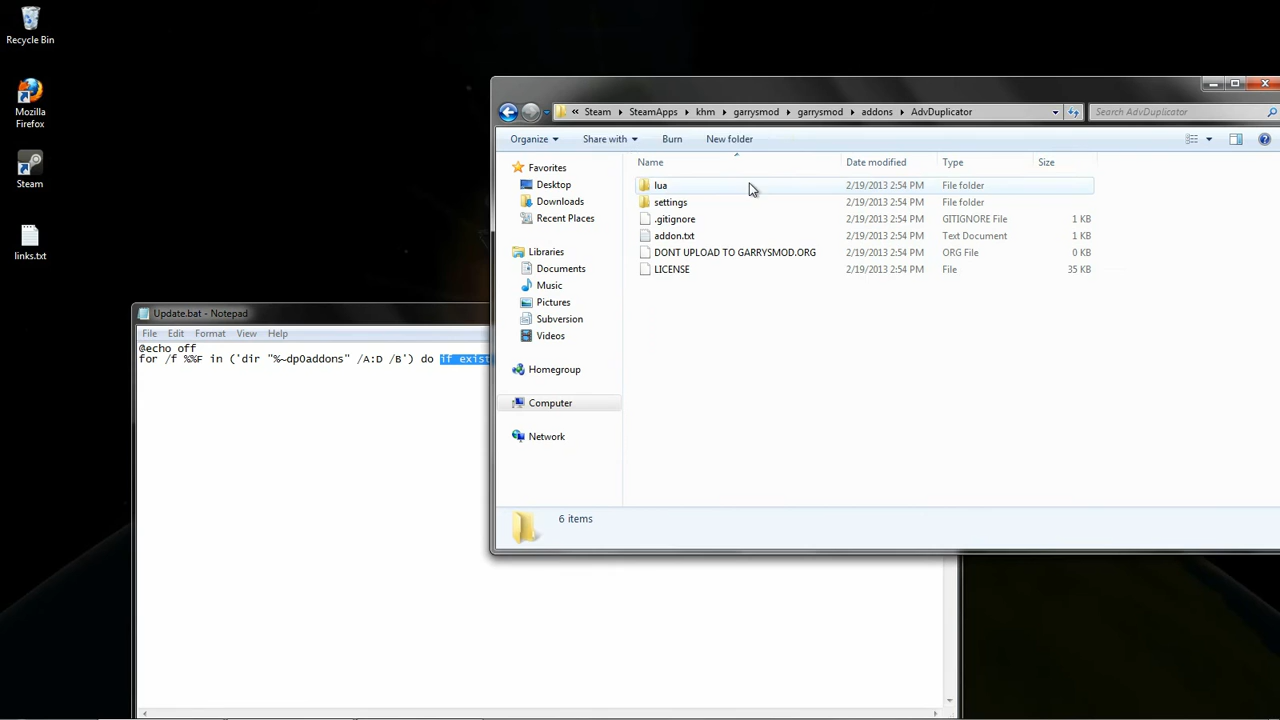 Recycle Bin
Mozilla
Firefox
Steam
links.txt
« Steam SteamApps khm garrysmod garrysmod addons AdvDuplicator
Search AdvDuplicator
Organize Share with Burn New folder
Name Date modified Type Size
Favorites
Desktop
Downloads
Recent Places
Libraries
Documents
Music
Pictures
Subversion
Videos
Homegroup
Computer
Network
lua 2/19/2013 2:54 PM File folder
settings 2/19/2013 2:54 PM File folder
.gitignore 2/19/2013 2:54 PM GITIGNORE File 1 KB
addon.txt 2/19/2013 2:54 PM Text Document 1 KB
DONT UPLOAD TO GARRYSMOD.ORG 2/19/2013 2:54 PM ORG File 0 KB
LICENSE 2/19/2013 2:54 PM File 35 KB
6 items
Update.bat - Notepad
File Edit Format View Help
@echo off
for /f %%F in ('dir "%~dp0addons" /A:D /B') do if exist